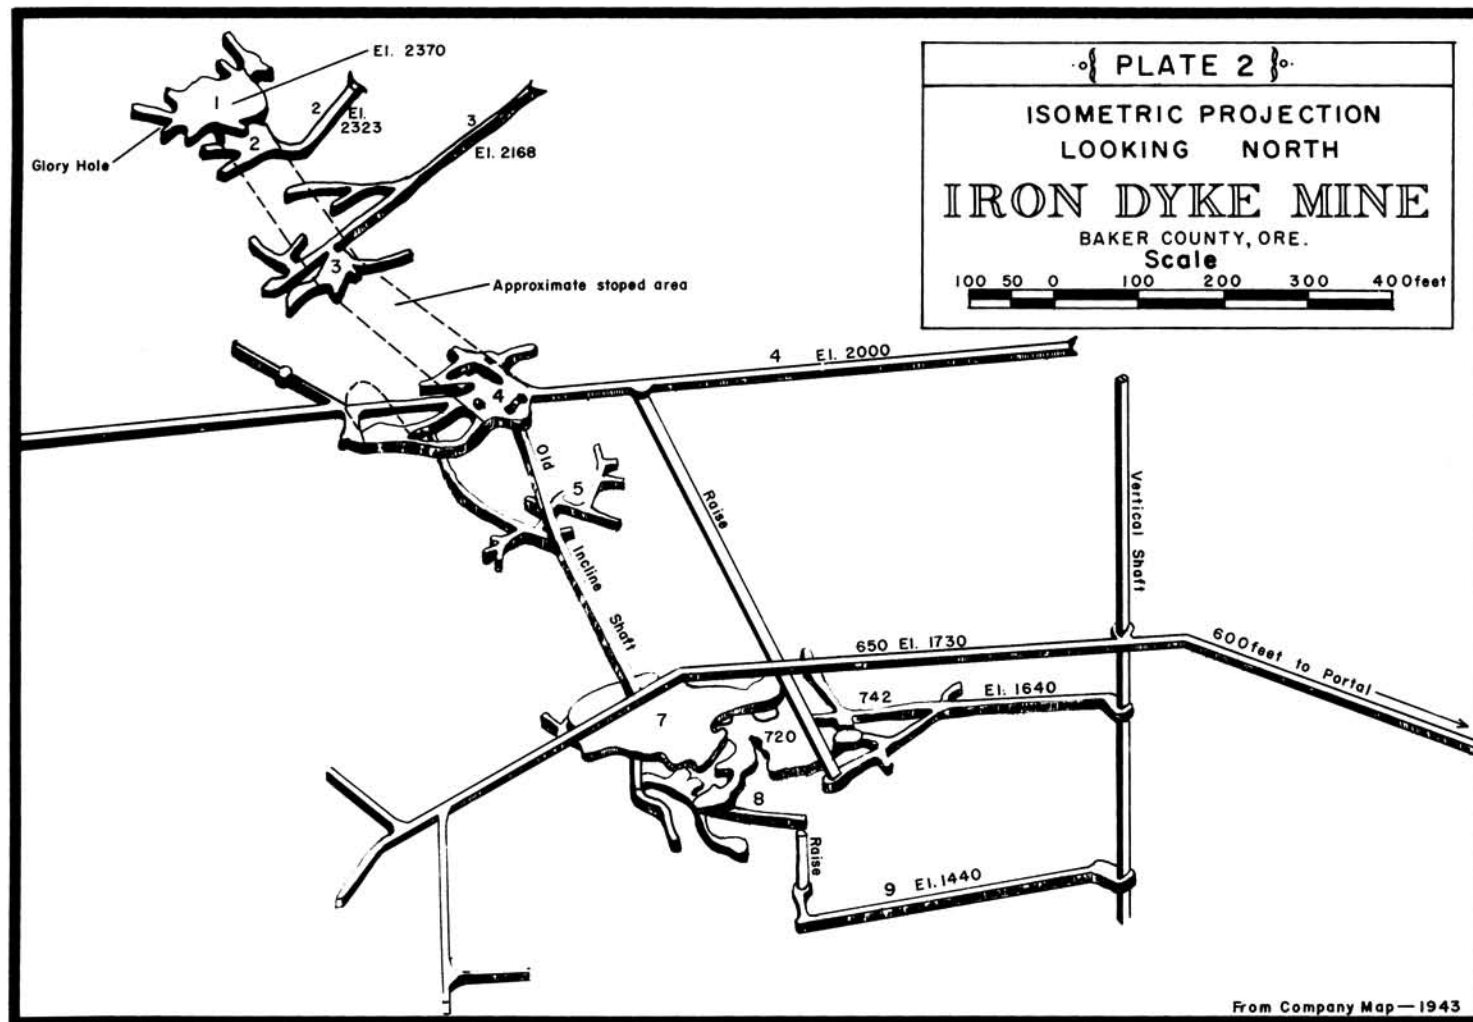 PLATE 2
ISOMETRIC PROJECTION
LOOKING NORTH
IRON DYKE MINE
BAKER COUNTY, ORE.
Scale
100 50 0 100 200 300 400feet
El. 2370
1
2
El.
2323
2
Glory Hole
3
El. 2168
3
Approximate stoped area
4 El. 2000
4
Old
Incline
Shaft
5
Raise
Vertical Shaft
650 El. 1730
600feet to Portal
7
742
El. 1640
720
8
Raise
9 El. 1440
From Company Map—1943